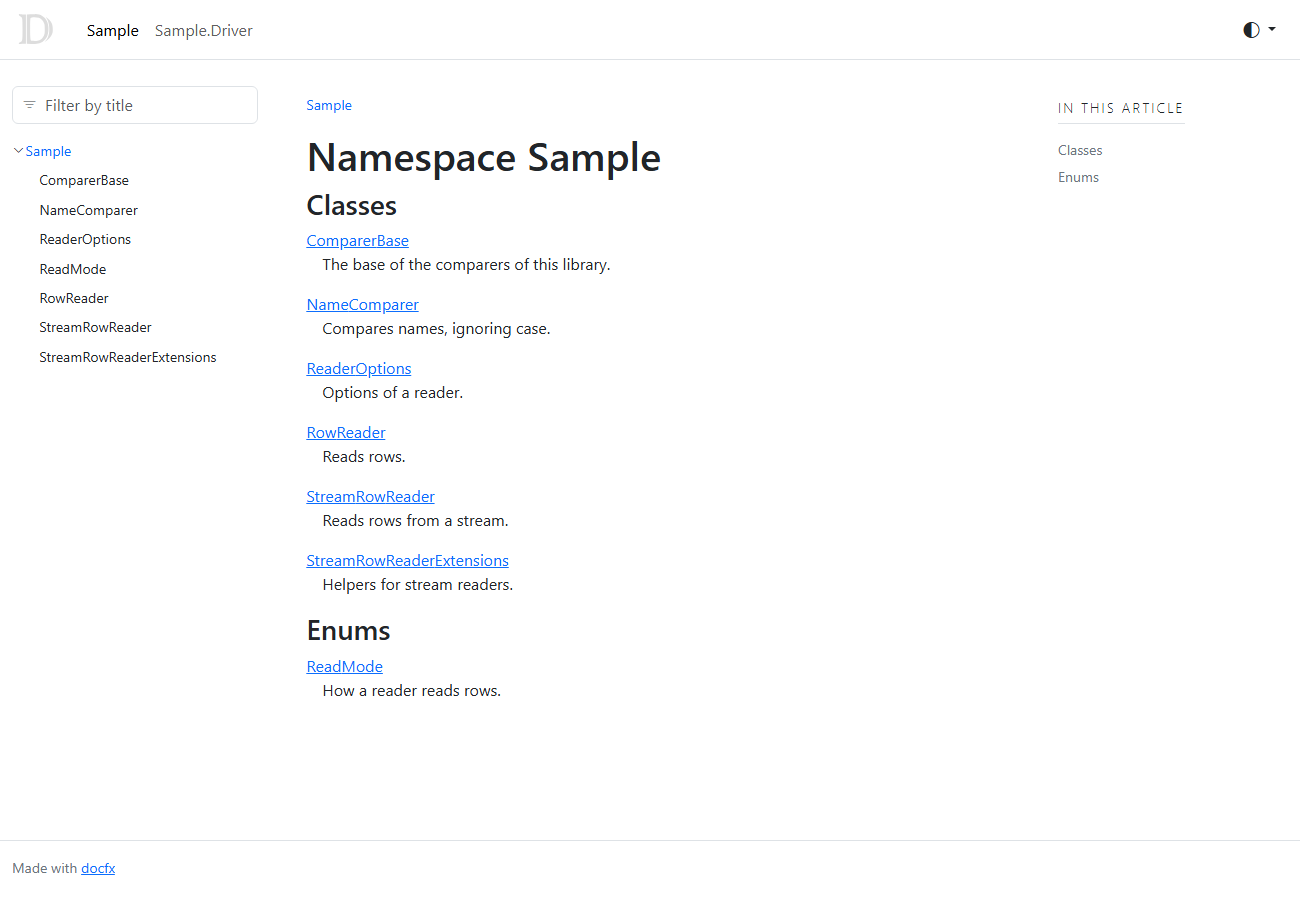 D
Sample Sample.Driver
Filter by title
Sample
ComparerBase
NameComparer
ReaderOptions
ReadMode
RowReader
StreamRowReader
StreamRowReaderExtensions
Sample
Namespace Sample
Classes
ComparerBase
The base of the comparers of this library.
NameComparer
Compares names, ignoring case.
ReaderOptions
Options of a reader.
RowReader
Reads rows.
StreamRowReader
Reads rows from a stream.
StreamRowReaderExtensions
Helpers for stream readers.
Enums
ReadMode
How a reader reads rows.
IN THIS ARTICLE
Classes
Enums
Made with docfx